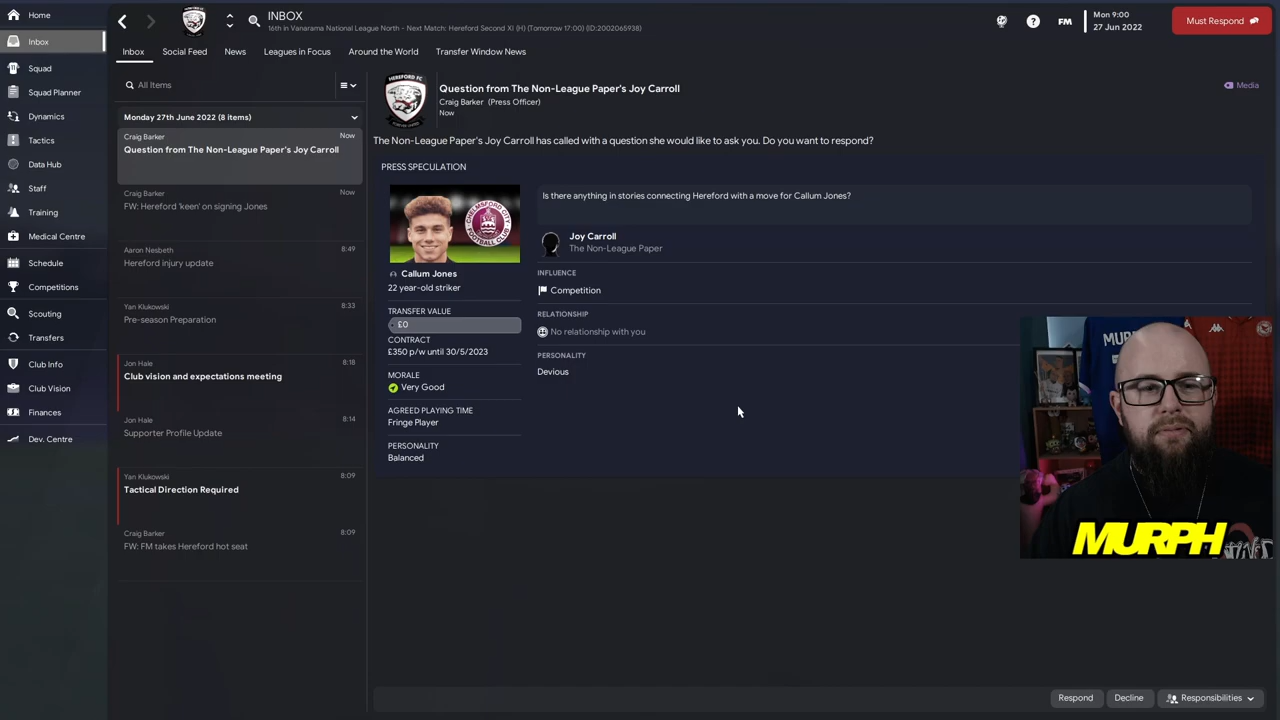 Home
Inbox
Squad
Squad Planner
Dynamics
Tactics
Data Hub
Staff
Training
Medical Centre
Schedule
Competitions
Scouting
Transfers
Club Info
Club Vision
Finances
Dev. Centre
INBOX
16th in Vanarama National League North - Next Match: Hereford Second XI (H) (Tomorrow 17:00) (ID:2002065938)
FM
Mon 9:00
27 Jun 2022
Must Respond
Inbox
Social Feed
News
Leagues in Focus
Around the World
Transfer Window News
All Items
Monday 27th June 2022 (8 items)
Craig Barker
Now
Question from The Non-League Paper's Joy Carroll
Craig Barker
Now
FW: Hereford 'keen' on signing Jones
Aaron Nesbeth
8:49
Hereford injury update
Yan Klukowski
8:33
Pre-season Preparation
Jon Hale
8:18
Club vision and expectations meeting
Jon Hale
8:14
Supporter Profile Update
Yan Klukowski
8:09
Tactical Direction Required
Craig Barker
8:09
FW: FM takes Hereford hot seat
HEREFORD FC
Question from The Non-League Paper's Joy Carroll
Craig Barker (Press Officer)
Now
Media
The Non-League Paper's Joy Carroll has called with a question she would like to ask you. Do you want to respond?
PRESS SPECULATION
CHELMSFORD CITY
FOOTBALL CLUB
Callum Jones
22 year-old striker
TRANSFER VALUE
£0
CONTRACT
£350 p/w until 30/5/2023
MORALE
Very Good
AGREED PLAYING TIME
Fringe Player
PERSONALITY
Balanced
Is there anything in stories connecting Hereford with a move for Callum Jones?
Joy Carroll
The Non-League Paper
INFLUENCE
Competition
RELATIONSHIP
No relationship with you
PERSONALITY
Devious
MURPH
Respond
Decline
Responsibilities